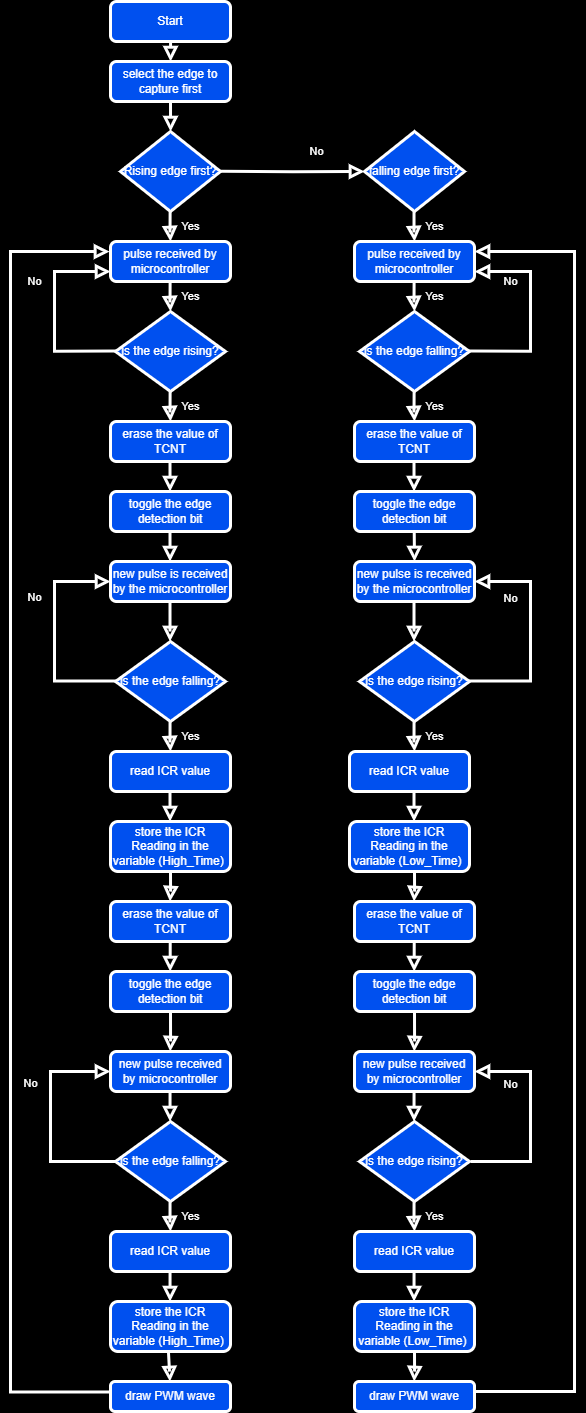 Start
select the edge to
capture first
Rising edge first?
No
falling edge first?
Yes
Yes
pulse received by
microcontroller
pulse received by
microcontroller
No
Yes
Yes
No
is the edge rising?
is the edge falling?
Yes
Yes
erase the value of
TCNT
erase the value of
TCNT
toggle the edge
detection bit
toggle the edge
detection bit
new pulse is received
by the microcontroller
new pulse is received
by the microcontroller
No
No
is the edge falling?
is the edge rising?
Yes
Yes
read ICR value
read ICR value
store the ICR
Reading in the
variable (High_Time)
store the ICR
Reading in the
variable (Low_Time)
erase the value of
TCNT
erase the value of
TCNT
toggle the edge
detection bit
toggle the edge
detection bit
new pulse received
by microcontroller
new pulse received
by microcontroller
No
No
is the edge falling?
is the edge rising?
Yes
Yes
read ICR value
read ICR value
store the ICR
Reading in the
variable (High_Time)
store the ICR
Reading in the
variable (Low_Time)
draw PWM wave
draw PWM wave